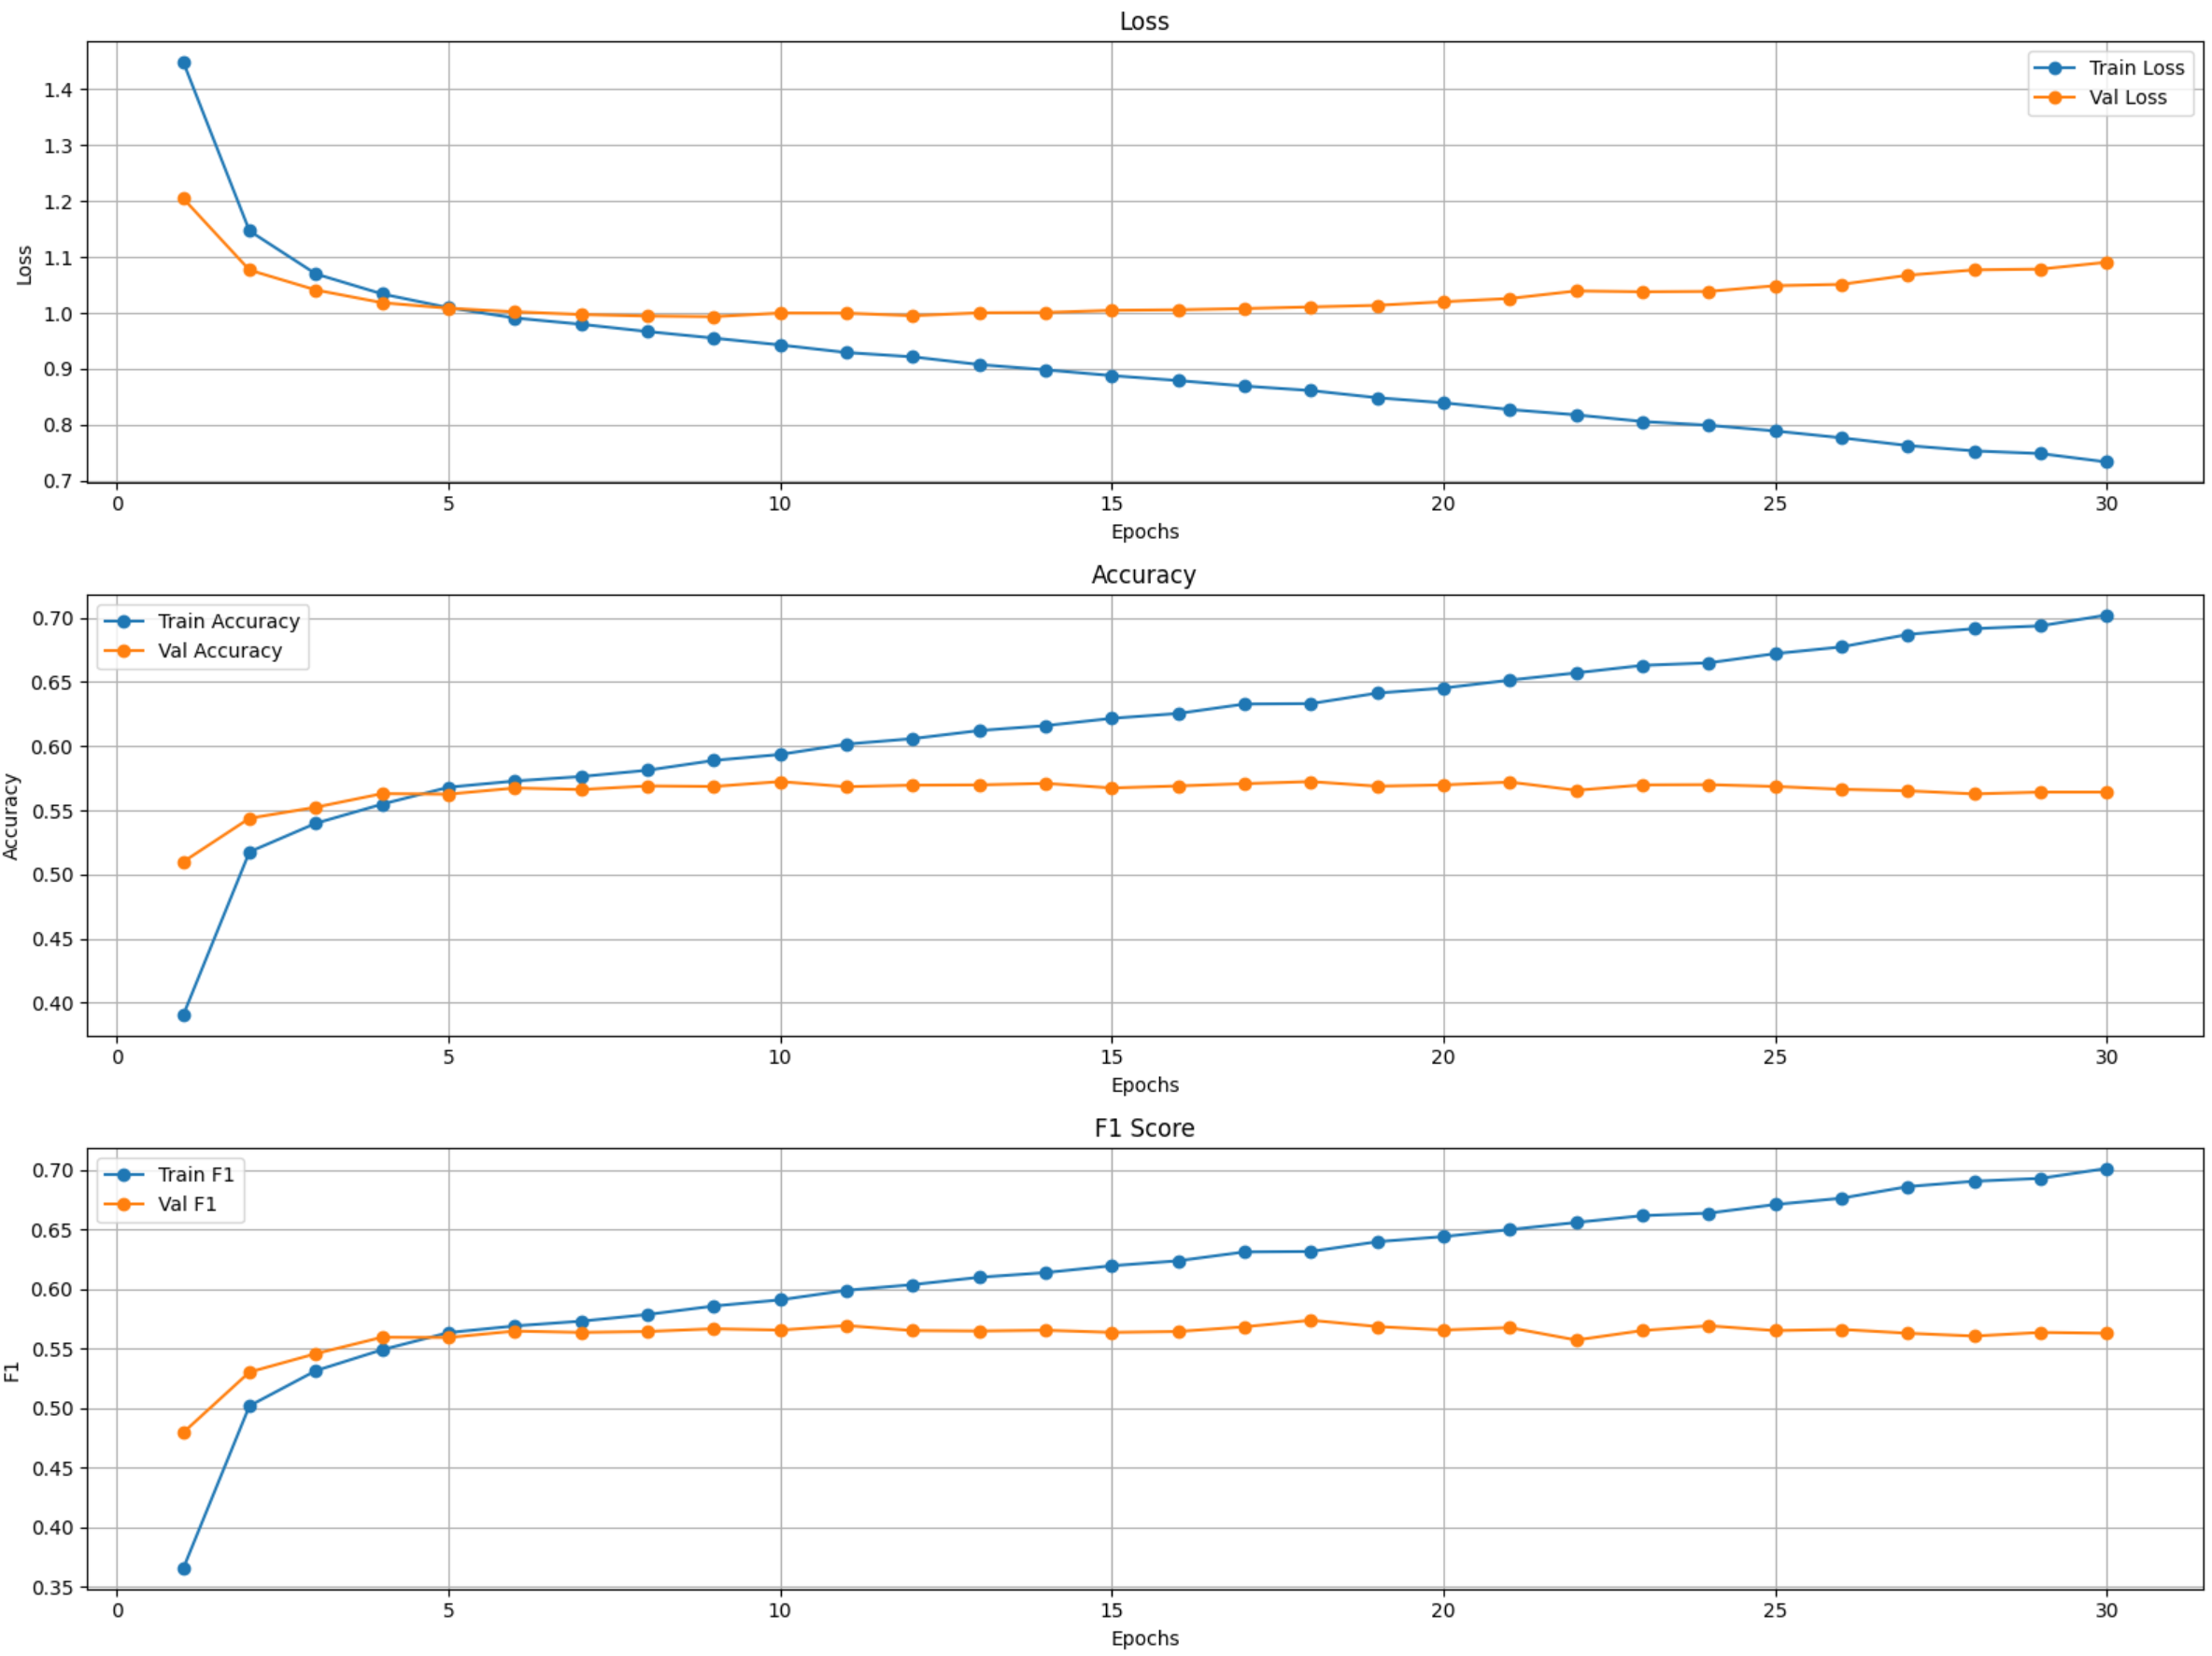 Loss
Train Loss
Val Loss
1.4
1.3
1.2
1.1
1.0
0.9
0.8
0.7
Loss
0 5 10 15 20 25 30
Epochs
Accuracy
Train Accuracy
Val Accuracy
0.70
0.65
0.60
0.55
0.50
0.45
0.40
Accuracy
0 5 10 15 20 25 30
Epochs
F1 Score
Train F1
Val F1
0.70
0.65
0.60
0.55
0.50
0.45
0.40
0.35
F1
0 5 10 15 20 25 30
Epochs